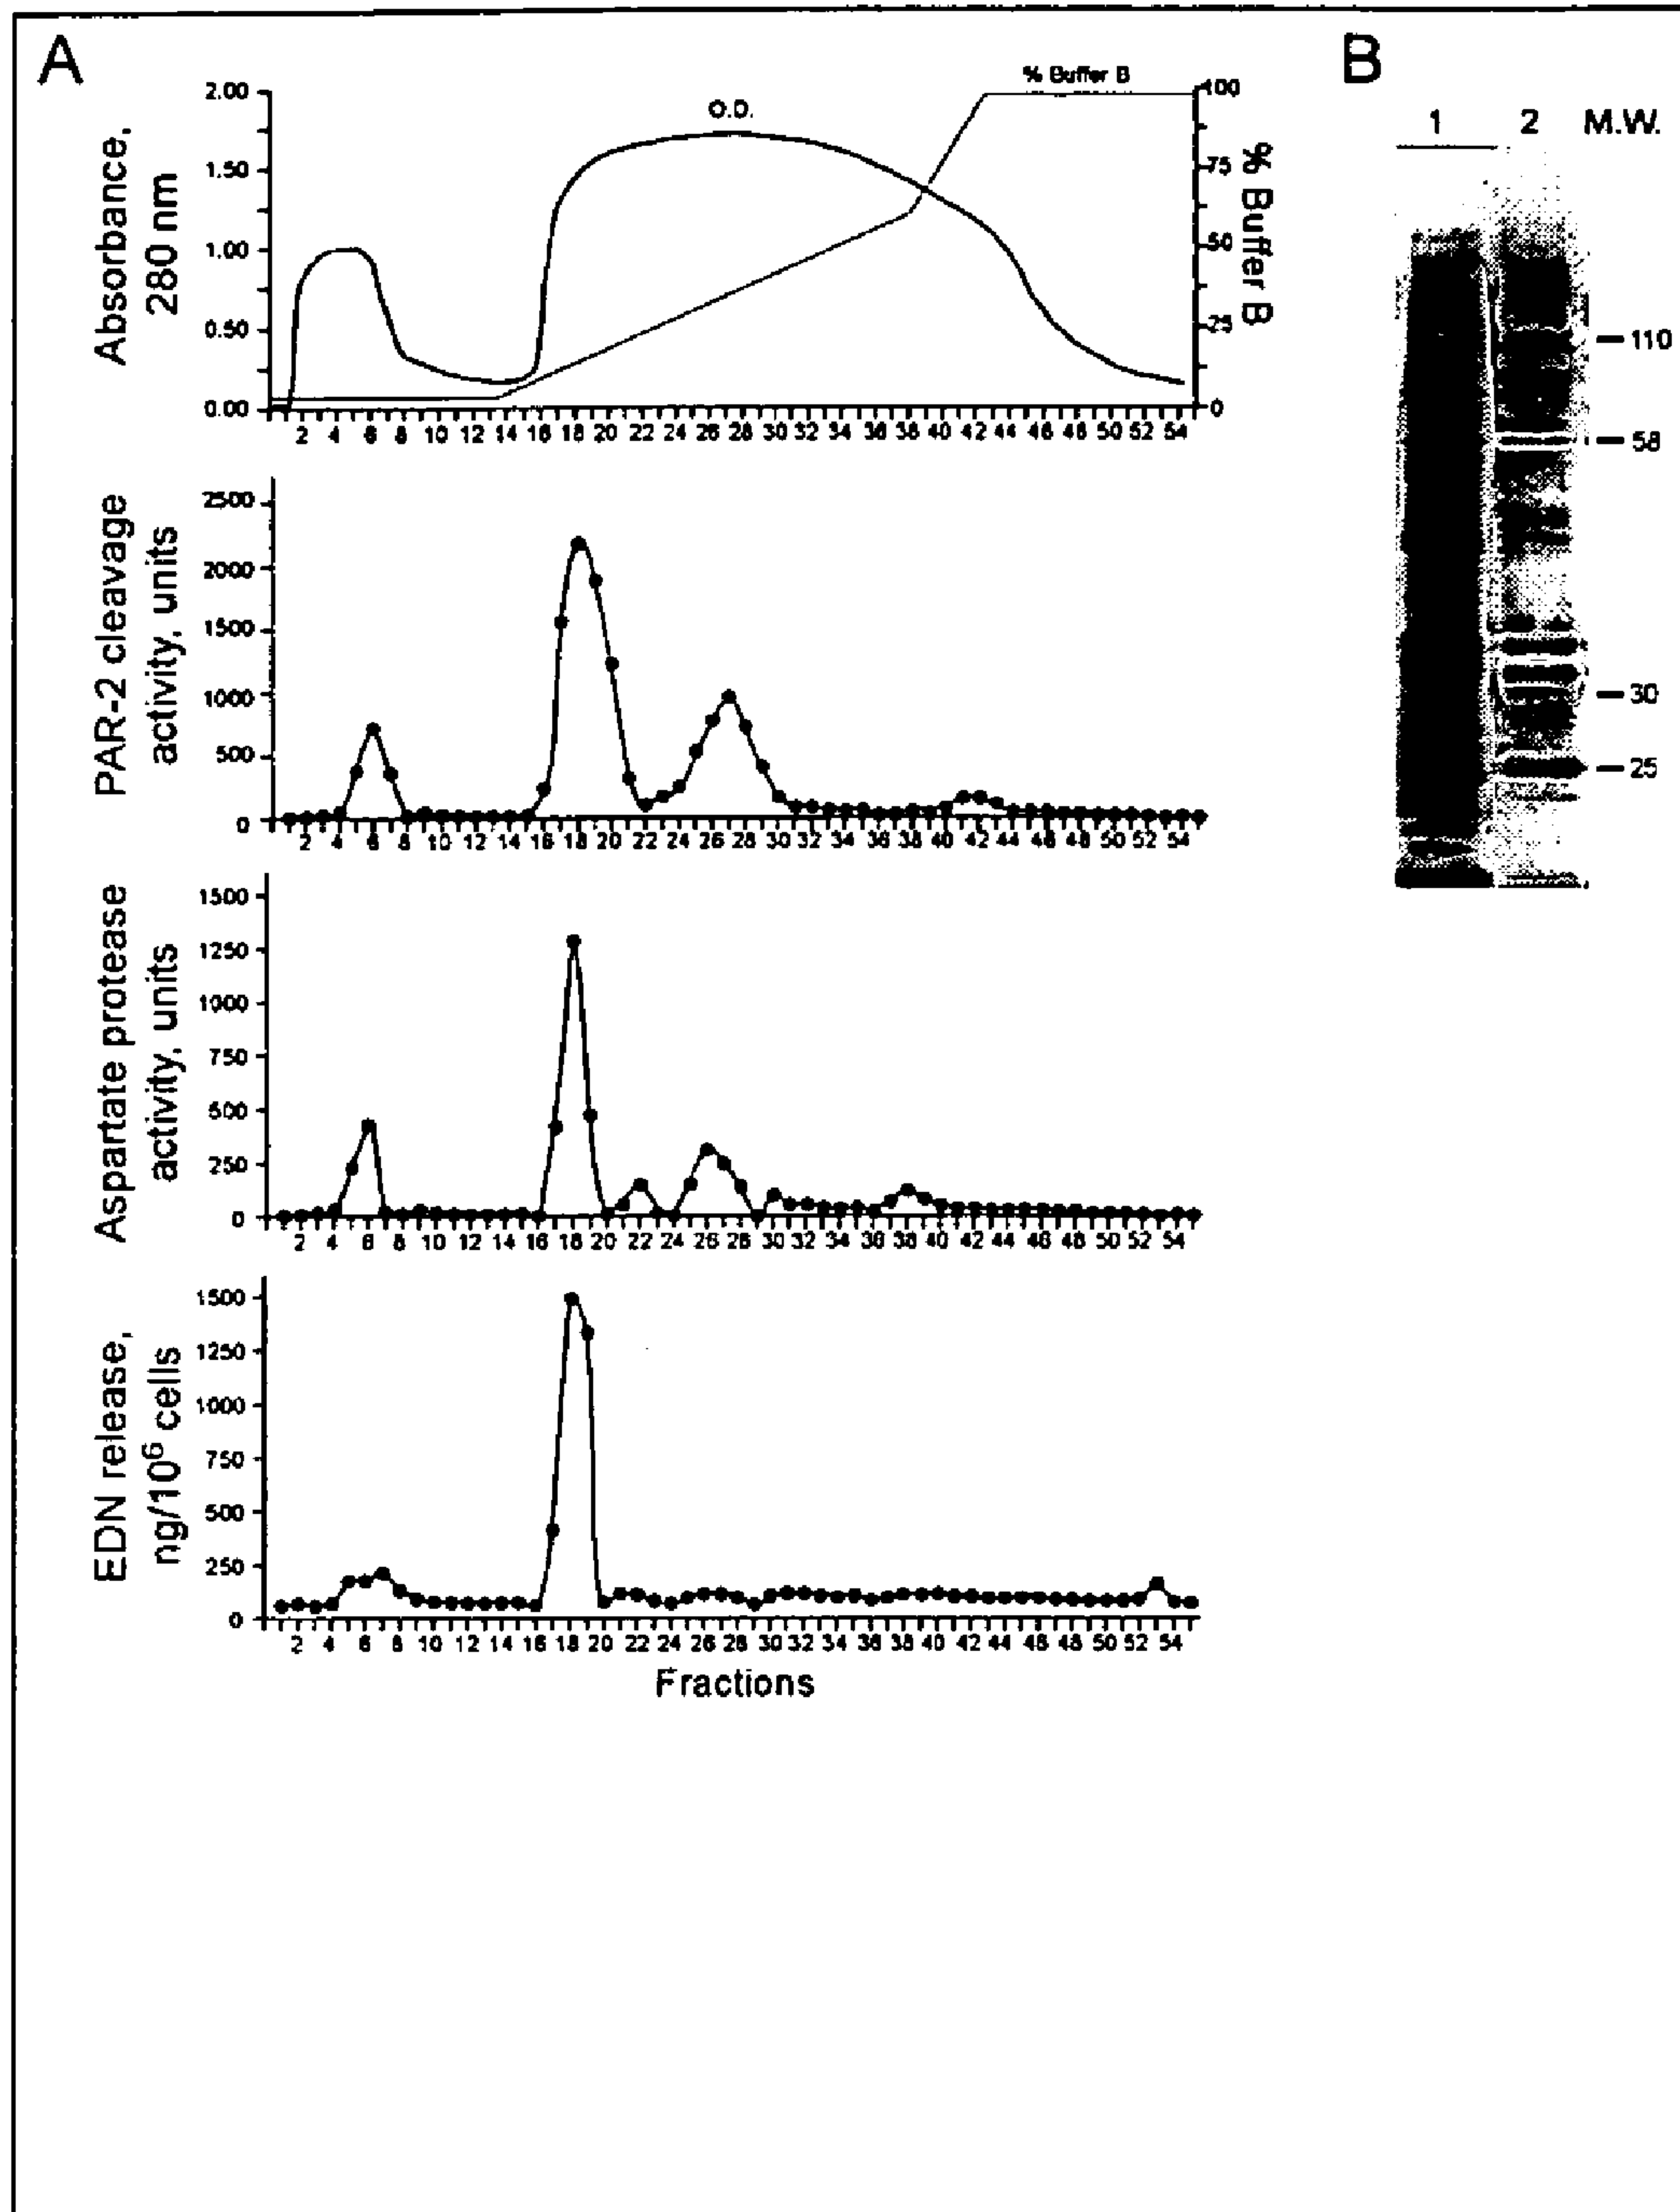 A
Absorbance,
280 nm
2.00
1.50
1.00
0.50
0.00
O.D.
% Buffer B
100
75
50
25
0
% Buffer B
2 4 6 8 10 12 14 16 18 20 22 24 26 28 30 32 34 36 38 40 42 44 46 48 50 52 54
PAR-2 cleavage
activity, units
2500
2000
1500
1000
500
0
2 4 6 8 10 12 14 16 18 20 22 24 26 28 30 32 34 36 38 40 42 44 46 48 50 52 54
Aspartate protease
activity, units
1500
1250
1000
750
500
250
0
2 4 6 8 10 12 14 16 18 20 22 24 26 28 30 32 34 36 38 40 42 44 46 48 50 52 54
EDN release,
ng/10⁶ cells
1500
1250
1000
750
500
250
0
2 4 6 8 10 12 14 16 18 20 22 24 26 28 30 32 34 36 38 40 42 44 46 48 50 52 54
Fractions
B
1 2 M.W.
110
58
30
25